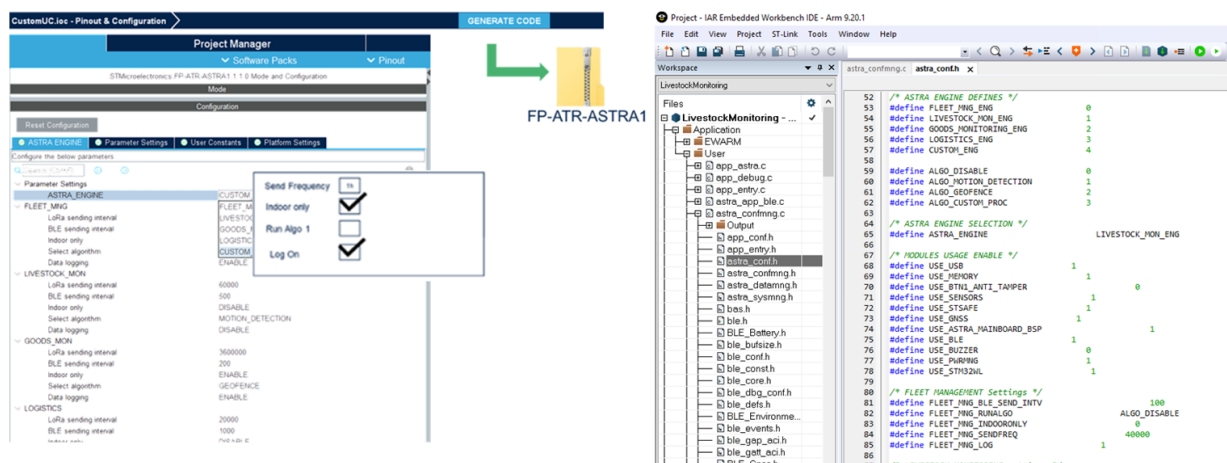 CustomUC.ioc - Pinout & Configuration
GENERATE CODE
Project Manager
Software Packs
Pinout
STMicroelectronics.FP-ATR-ASTRA1.1.1.0 Mode and Configuration
Mode
Configuration
Reset Configuration
ASTRA ENGINE
Parameter Settings
User Constants
Platform Settings
Configure the below parameters
Search (Ctrl+F)
Parameter Settings
ASTRA_ENGINE
CUSTOM
FLEET_MNG
FLEET_M
LoRa sending interval
LIVESTOC
BLE sending interval
GOODS_
Indoor only
LOGISTIC
Select algorithm
CUSTOM
Data logging
ENABLE
LIVESTOCK_MON
LoRa sending interval
60000
BLE sending interval
500
Indoor only
DISABLE
Select algorithm
MOTION_DETECTION
Data logging
DISABLE
GOODS_MON
LoRa sending interval
3600000
BLE sending interval
200
Indoor only
ENABLE
Select algorithm
GEOFENCE
Data logging
ENABLE
LOGISTICS
LoRa sending interval
20000
BLE sending interval
1000
Indoor only
DISABLE
Send Frequency
Indoor only
Run Algo 1
Log On
FP-ATR-ASTRA1
Project - IAR Embedded Workbench IDE - Arm 9.20.1
File Edit View Project ST-Link Tools Window Help
Workspace
LivestockMonitoring
Files
LivestockMonitoring - ...
Application
EWARM
User
app_astra.c
app_debug.c
app_entry.c
astra_app_ble.c
astra_confmng.c
Output
app_conf.h
app_entry.h
astra_conf.h
astra_confmng.h
astra_datamng.h
astra_sysmng.h
bas.h
ble.h
BLE_Battery.h
ble_bufsize.h
ble_conf.h
ble_const.h
ble_core.h
ble_dbg_conf.h
ble_defs.h
BLE_Environme...
ble_events.h
ble_gap_aci.h
ble_gatt_aci.h
astra_confmng.c astra_conf.h x
52 /* ASTRA ENGINE DEFINES */
53 #define FLEET_MNG_ENG 0
54 #define LIVESTOCK_MON_ENG 1
55 #define GOODS_MONITORING_ENG 2
56 #define LOGISTICS_ENG 3
57 #define CUSTOM_ENG 4
58
59 #define ALGO_DISABLE 0
60 #define ALGO_MOTION_DETECTION 1
61 #define ALGO_GEOFENCE 2
62 #define ALGO_CUSTOM_PROC 3
63
64 /* ASTRA ENGINE SELECTION */
65 #define ASTRA_ENGINE LIVESTOCK_MON_ENG
66
67 /* MODULES USAGE ENABLE */
68 #define USE_USB 1
69 #define USE_MEMORY 1
70 #define USE_BTN1_ANTI_TAMPER 0
71 #define USE_SENSORS 1
72 #define USE_STSAFE 1
73 #define USE_GNSS 1
74 #define USE_ASTRA_MAINBOARD_BSP 1
75 #define USE_BLE 1
76 #define USE_BUZZER 0
77 #define USE_PWRMNG 1
78 #define USE_STM32WL 1
79
80 /* FLEET MANAGEMENT Settings */
81 #define FLEET_MNG_BLE_SEND_INTV 100
82 #define FLEET_MNG_RUNALGO ALGO_DISABLE
83 #define FLEET_MNG_INDOORONLY 0
84 #define FLEET_MNG_SENDFREQ 40000
85 #define FLEET_MNG_LOG 1
86